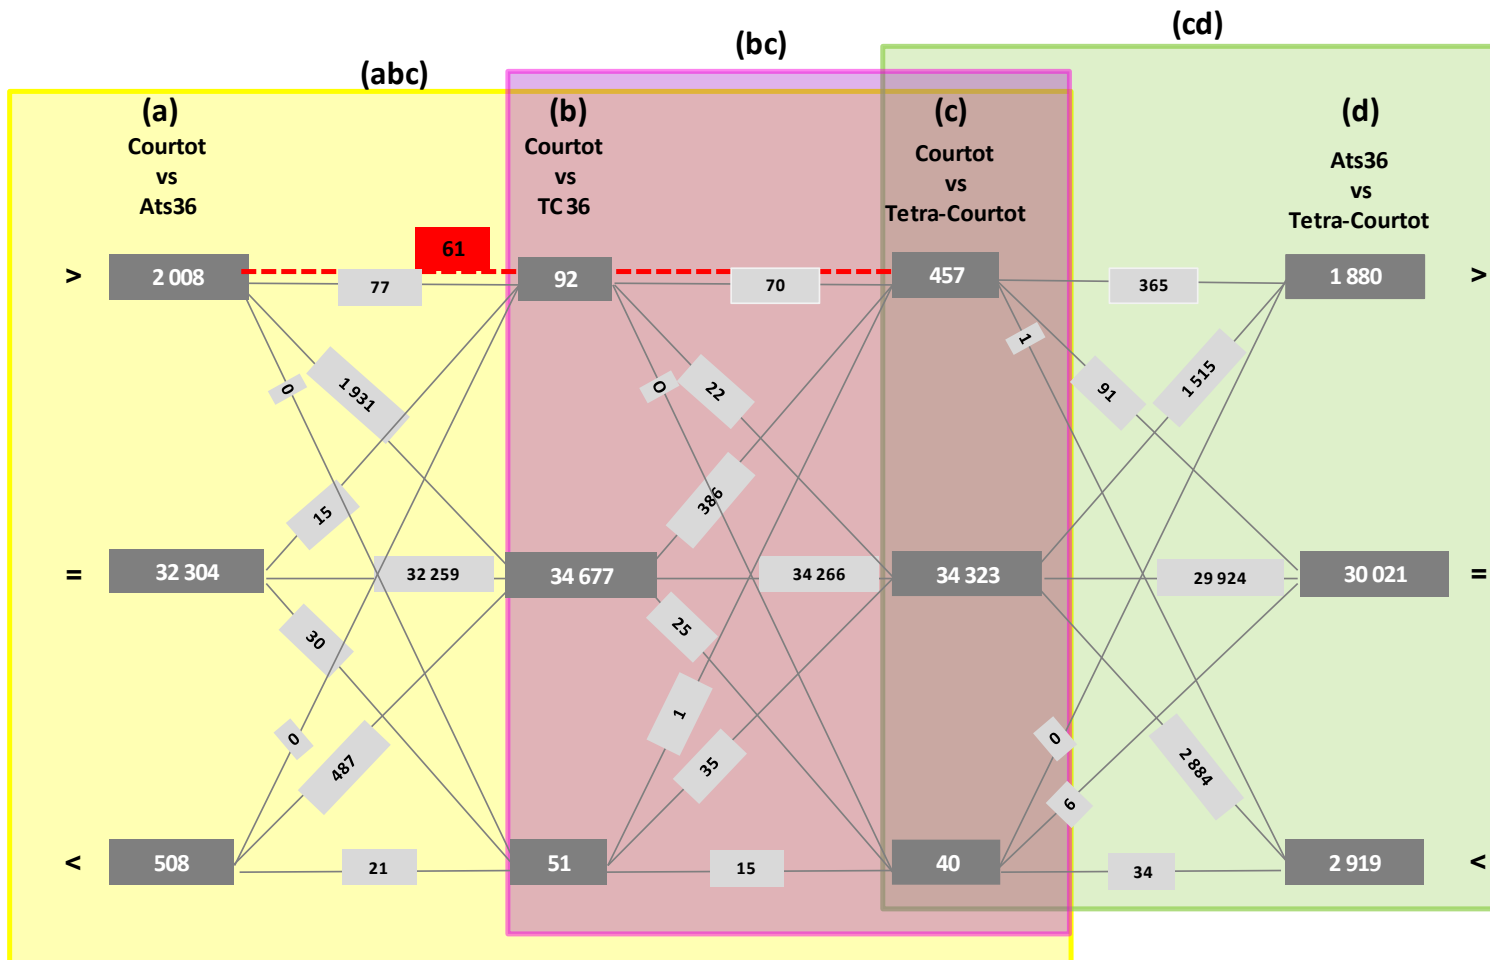 (cd)
(bc)
(abc)
(a)
Courtot
vs
Ats36
(b)
Courtot
vs
TC 36
(c)
Courtot
vs
Tetra-Courtot
(d)
Ats36
vs
Tetra-Courtot
61
> 2 008 77 92 70 457 365 1 880 >
0 1 931 0 22 1 91 1 515
15 386
= 32 304 32 259 34 677 34 266 34 323 29 924 30 021 =
30 25
0 487 1 35 0 6 2 884
< 508 21 51 15 40 34 2 919 <